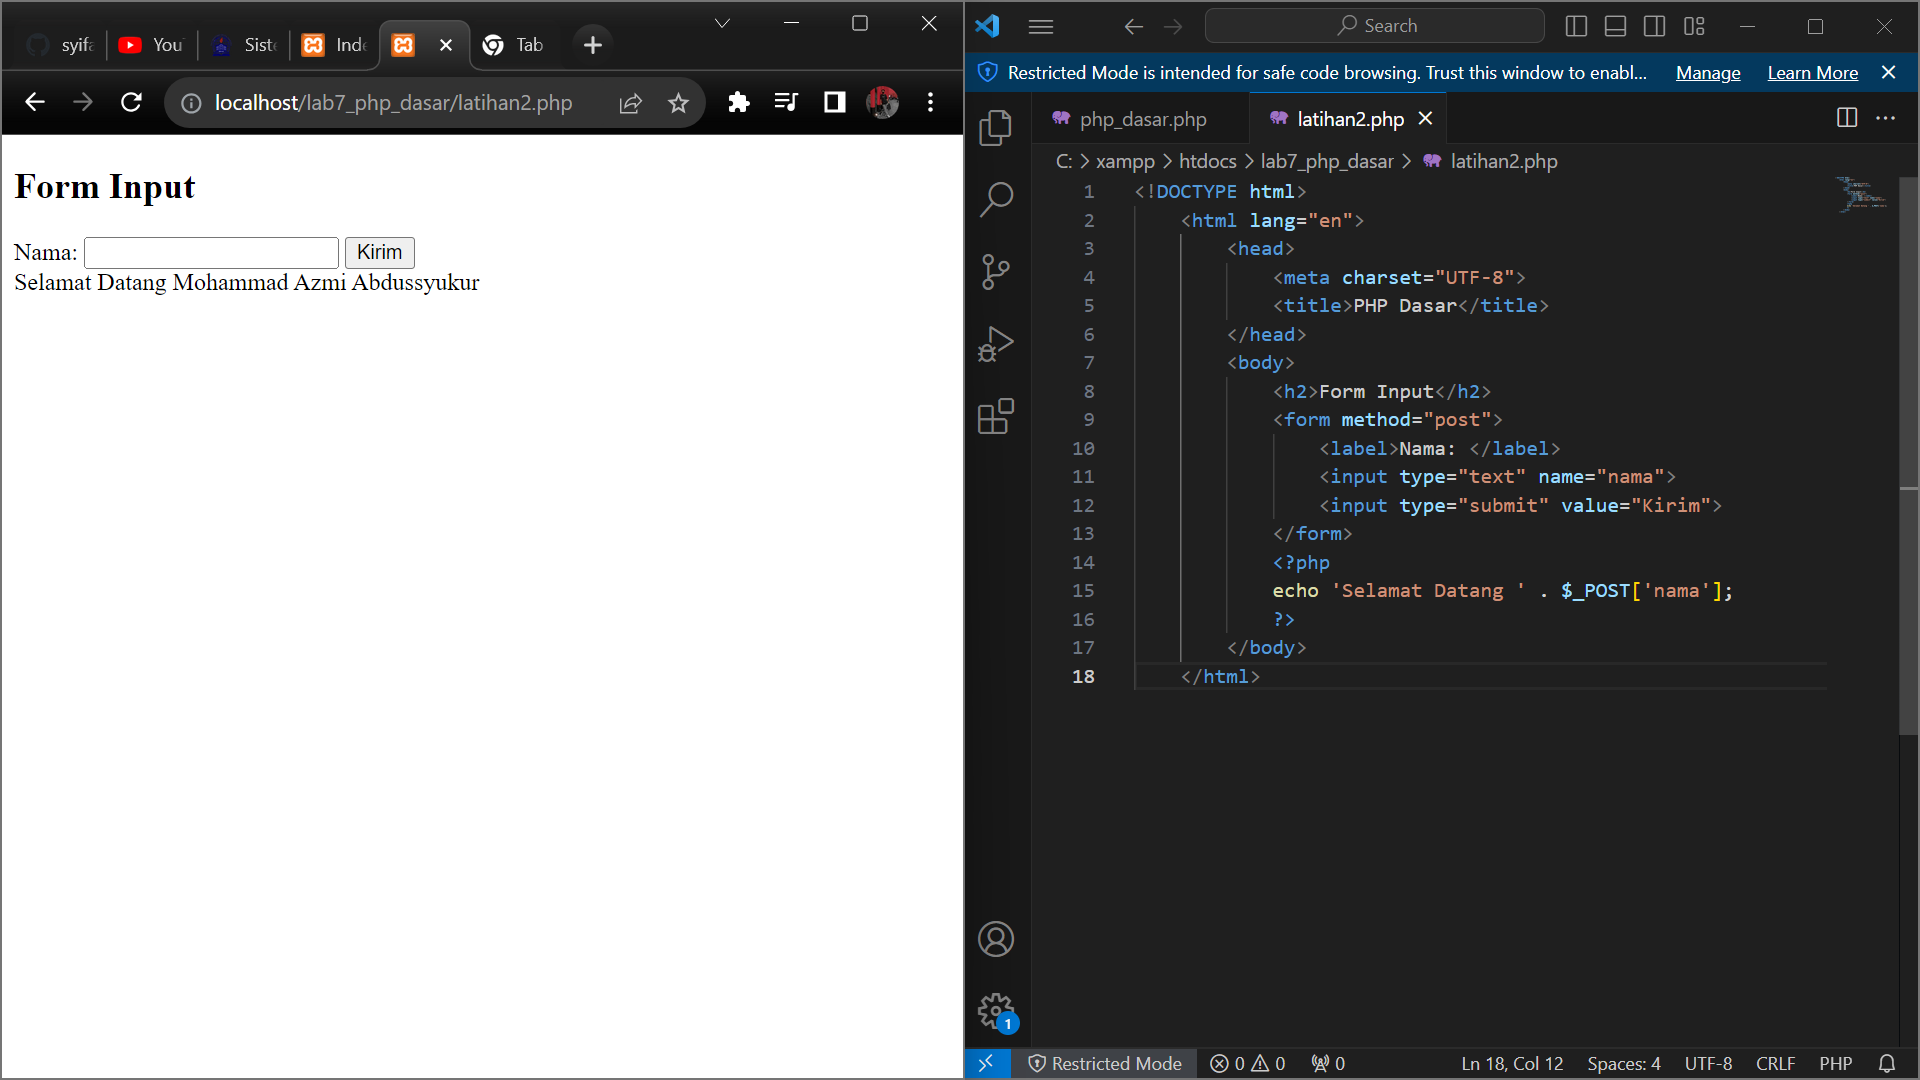 syifa
You
Siste
Inde
Tab
localhost/lab7_php_dasar/latihan2.php
Form Input
Nama:
Kirim
Selamat Datang Mohammad Azmi Abdussyukur
Search
Restricted Mode is intended for safe code browsing. Trust this window to enabl...
Manage
Learn More
php_dasar.php
latihan2.php
C: > xampp > htdocs > lab7_php_dasar > latihan2.php
1 <!DOCTYPE html>
2 <html lang="en">
3 <head>
4 <meta charset="UTF-8">
5 <title>PHP Dasar</title>
6 </head>
7 <body>
8 <h2>Form Input</h2>
9 <form method="post">
10 <label>Nama: </label>
11 <input type="text" name="nama">
12 <input type="submit" value="Kirim">
13 </form>
14 <?php
15 echo 'Selamat Datang ' . $_POST['nama'];
16 ?>
17 </body>
18 </html>
1
Restricted Mode
0
0
0
Ln 18, Col 12
Spaces: 4
UTF-8
CRLF
PHP